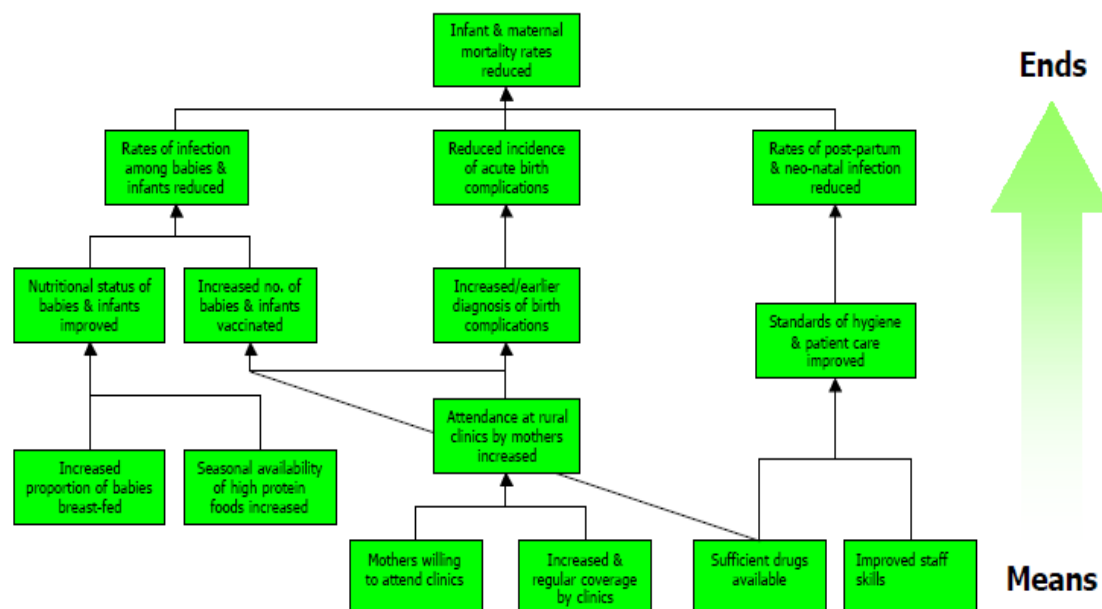 Infant & maternal
mortality rates
reduced
Ends
Rates of infection
among babies &
infants reduced
Reduced incidence
of acute birth
complications
Rates of post-partum
& neo-natal infection
reduced
Nutritional status of
babies & infants
improved
Increased no. of
babies & infants
vaccinated
Increased/earlier
diagnosis of birth
complications
Standards of hygiene
& patient care
improved
Attendance at rural
clinics by mothers
increased
Increased
proportion of babies
breast-fed
Seasonal availability
of high protein
foods increased
Mothers willing
to attend clinics
Increased &
regular coverage
by clinics
Sufficient drugs
available
Improved staff
skills
Means